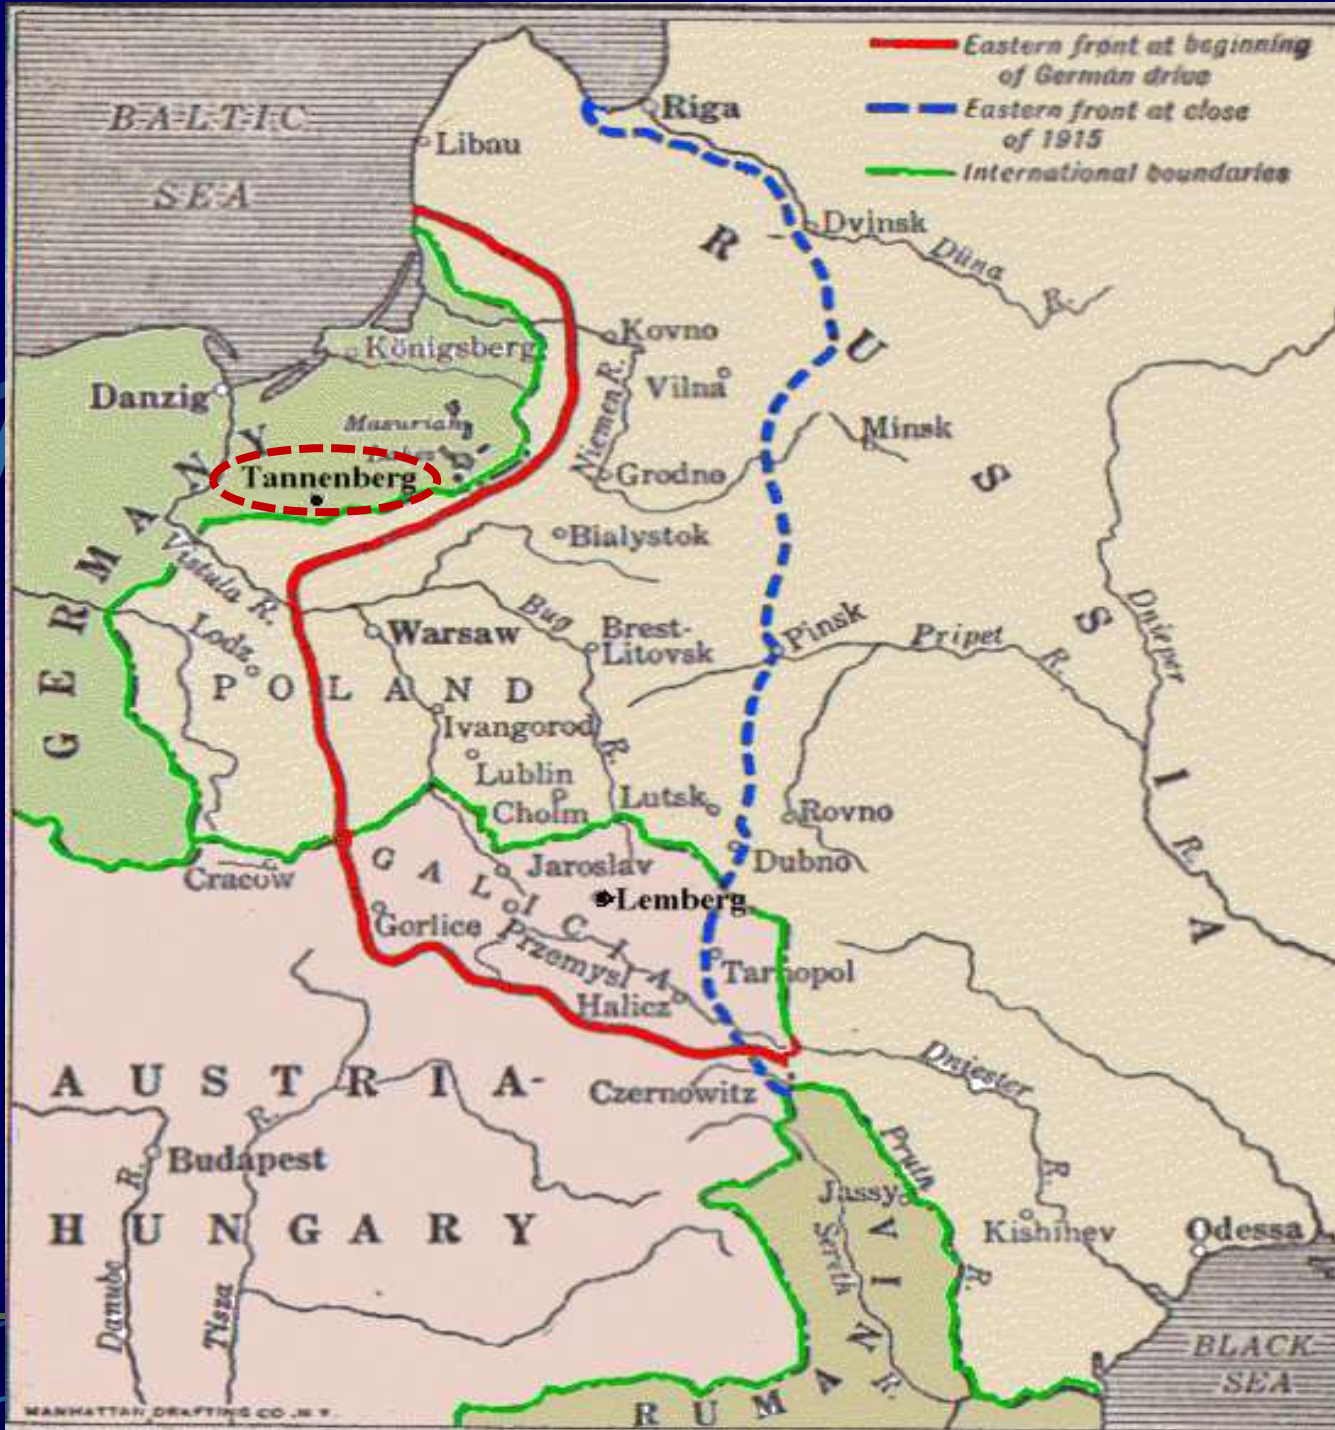 Eastern front at beginning
of German drive
Eastern front at close
of 1915
International boundaries
BALTIC
SEA
Riga
Libau
Dvinsk
Düna
R.
RUSSIA
Kovno
Königsberg
Niemen R.
Vilna
Danzig
Masurian
Minsk
GERMANY
Tannenberg
Grodno
Bialystok
Vistula R.
Bug
R.
Dnieper
R.
Lodz
Warsaw
Brest-
Litovsk
Pinsk
Pripet
R.
POLAND
Ivangorod
Lublin
Cholm
Lutsk
Rovno
Dubno
Cracow
GALICIA
Jaroslav
Lemberg
Gorlice
Przemysl
Tarnopol
Halicz
AUSTRIA-
HUNGARY
Czernowitz
Dniester
R.
R.
Budapest
Pruth
R.
Jassy
VIN
Kishinev
Odessa
Danube
R.
Tisza
Sereth
R.
BLACK
SEA
RUMA
MANHATTAN DRAFTING CO. N.Y.